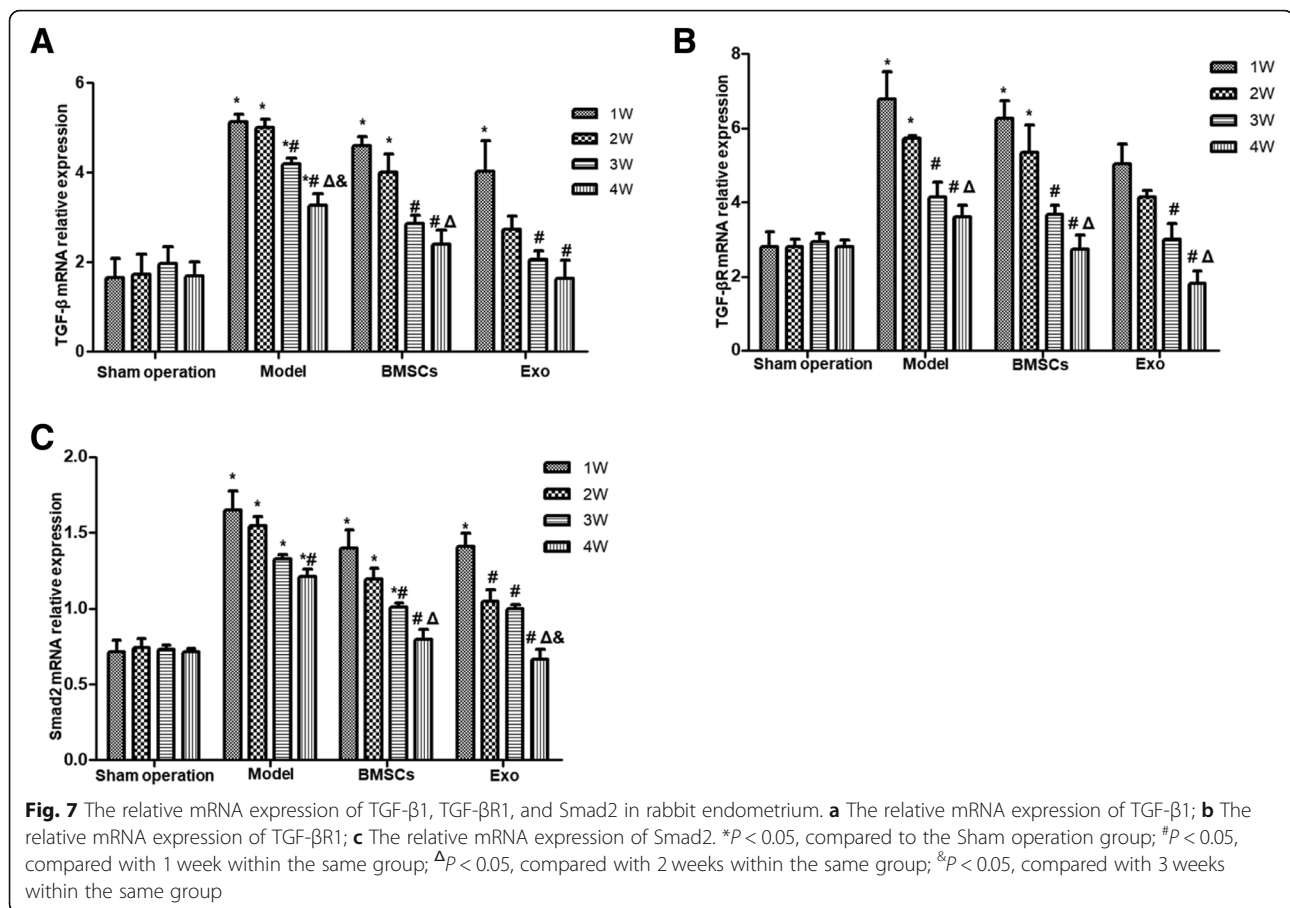 A
TGF-β mRNA relative expression
6
4
2
0
* * *# *# Δ&
* * # # Δ
* # #
Sham operation Model BMSCs Exo
1W
2W
3W
4W
B
TGF-βR mRNA relative expression
8
6
4
2
0
* * # # Δ
* * # # Δ
# # Δ
Sham operation Model BMSCs Exo
1W
2W
3W
4W
C
Smad2 mRNA relative expression
2.0
1.5
1.0
0.5
0.0
* * * *#
* * *# # Δ
* # # # Δ&
Sham operation Model BMSCs Exo
1W
2W
3W
4W
Fig. 7 The relative mRNA expression of TGF-β1, TGF-βR1, and Smad2 in rabbit endometrium. a The relative mRNA expression of TGF-β1; b The
relative mRNA expression of TGF-βR1; c The relative mRNA expression of Smad2. *P < 0.05, compared to the Sham operation group; #P < 0.05,
compared with 1 week within the same group; ΔP < 0.05, compared with 2 weeks within the same group; &P < 0.05, compared with 3 weeks
within the same group